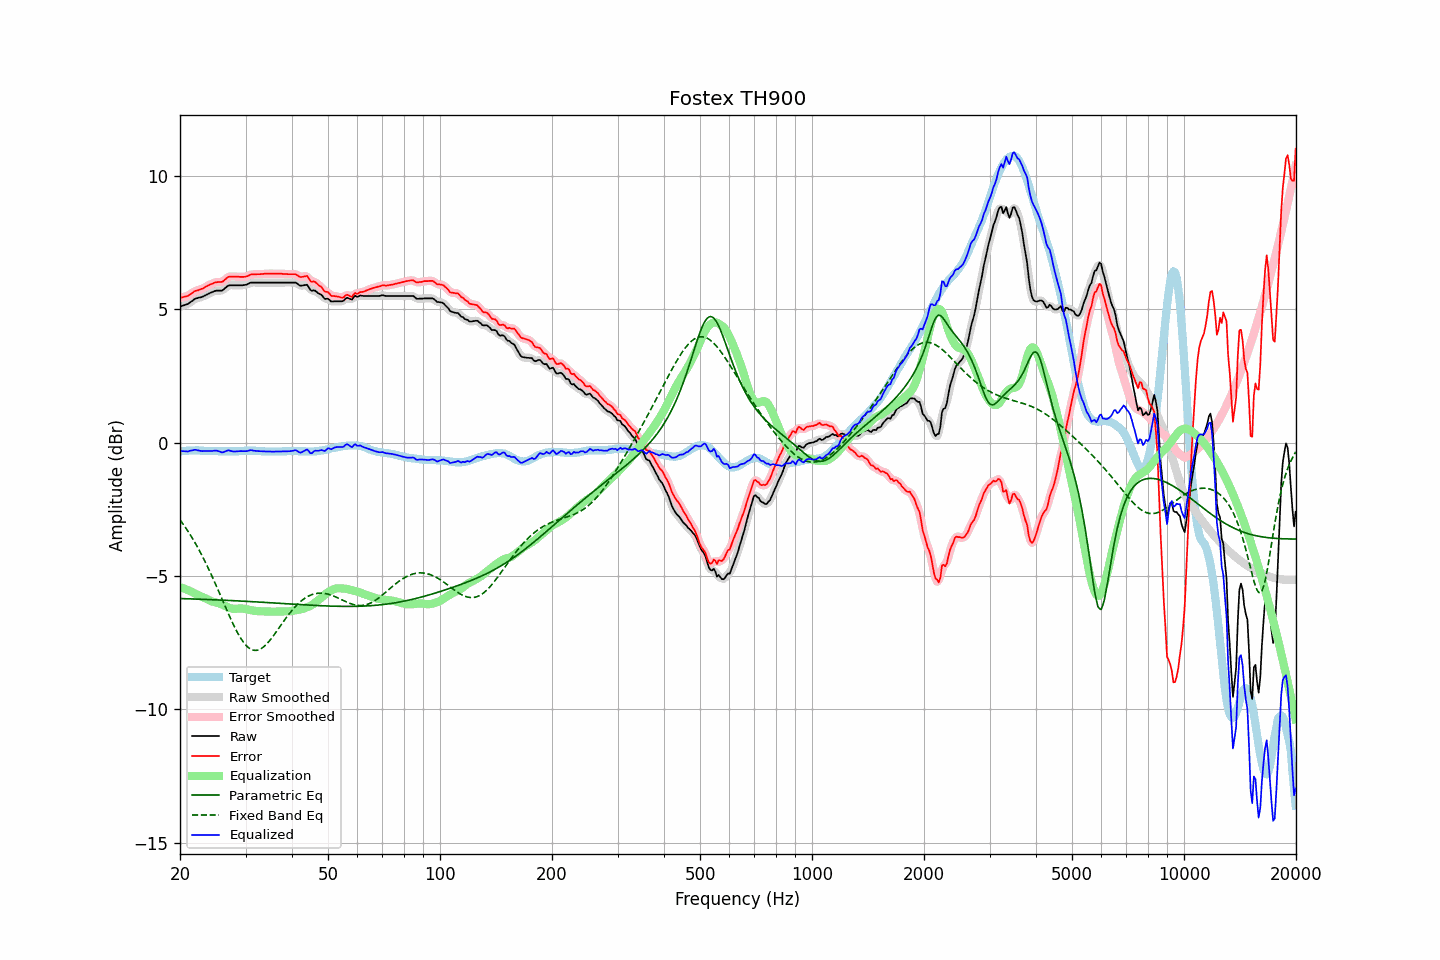 Fostex TH900
Amplitude (dBr)
10
5
0
−5
−10
−15
Target
Raw Smoothed
Error Smoothed
Raw
Error
Equalization
Parametric Eq
Fixed Band Eq
Equalized
20 50 100 200 500 1000 2000 5000 10000 20000
Frequency (Hz)